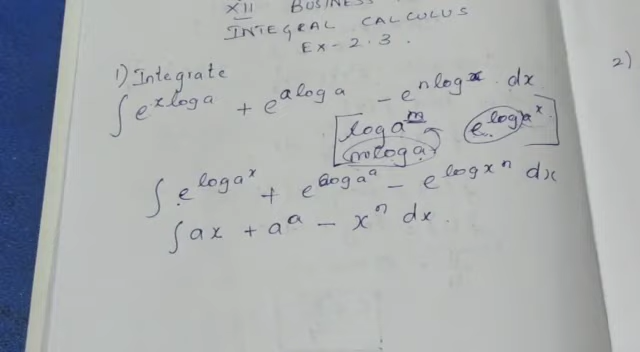 XII BUSINESS
INTEGRAL CALCULUS
EX-2.3.
1) Integrate
∫ e^{x log a} + e^{a log a} - e^{n log x} dx
2)
[log a^m e^{log a^x}.]
m log a
∫ e^{log a^x} + e^{log a^a} - e^{log x^n} dx
∫ ax + a^a - x^n dx.